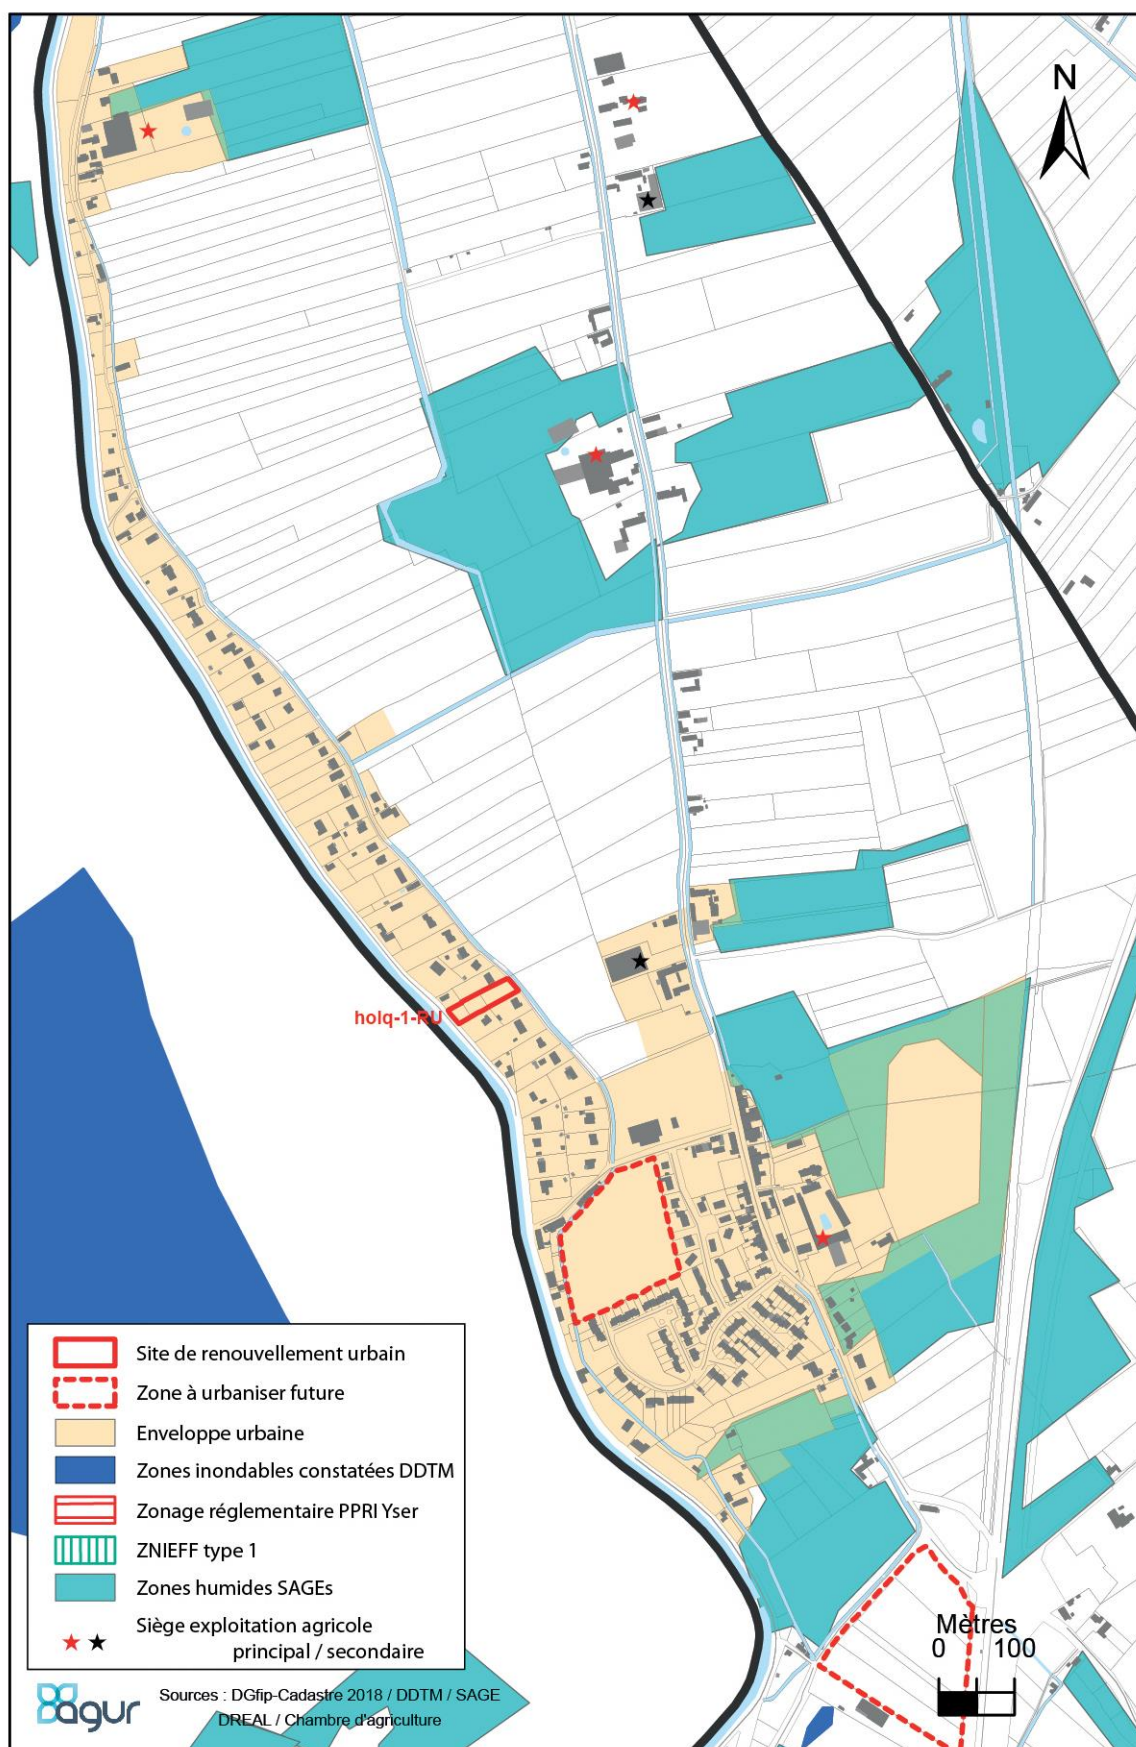 N
holq-1-RU
Site de renouvellement urbain
Zone à urbaniser future
Enveloppe urbaine
Zones inondables constatées DDTM
Zonage réglementaire PPRI Yser
ZNIEFF type 1
Zones humides SAGEs
Siège exploitation agricole
principal / secondaire
Mètres
0 100
agur
Sources : DGfip-Cadastre 2018 / DDTM / SAGE
DREAL / Chambre d'agriculture